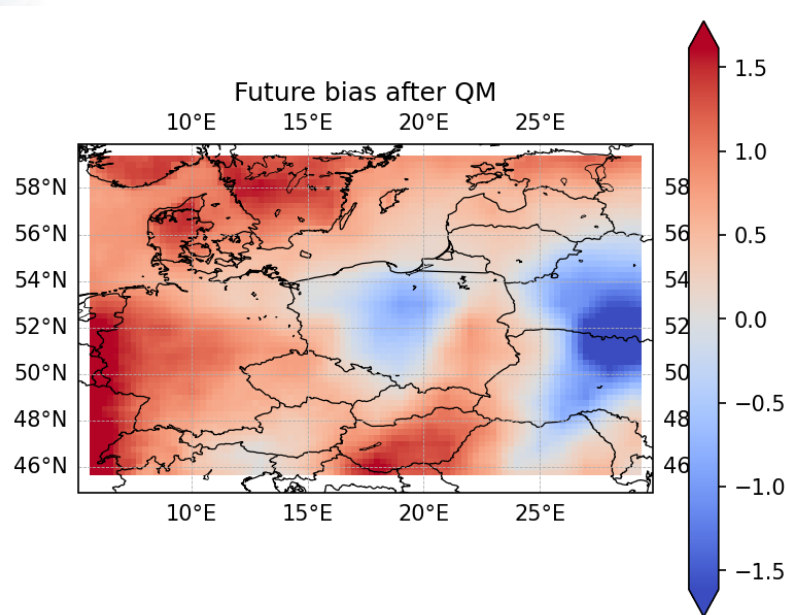 Future bias after QM
10°E 15°E 20°E 25°E
58°N 58
56°N 56
54°N 54
52°N 52
50°N 50
48°N 48
46°N 46
10°E 15°E 20°E 25°E
1.5
1.0
0.5
0.0
−0.5
−1.0
−1.5